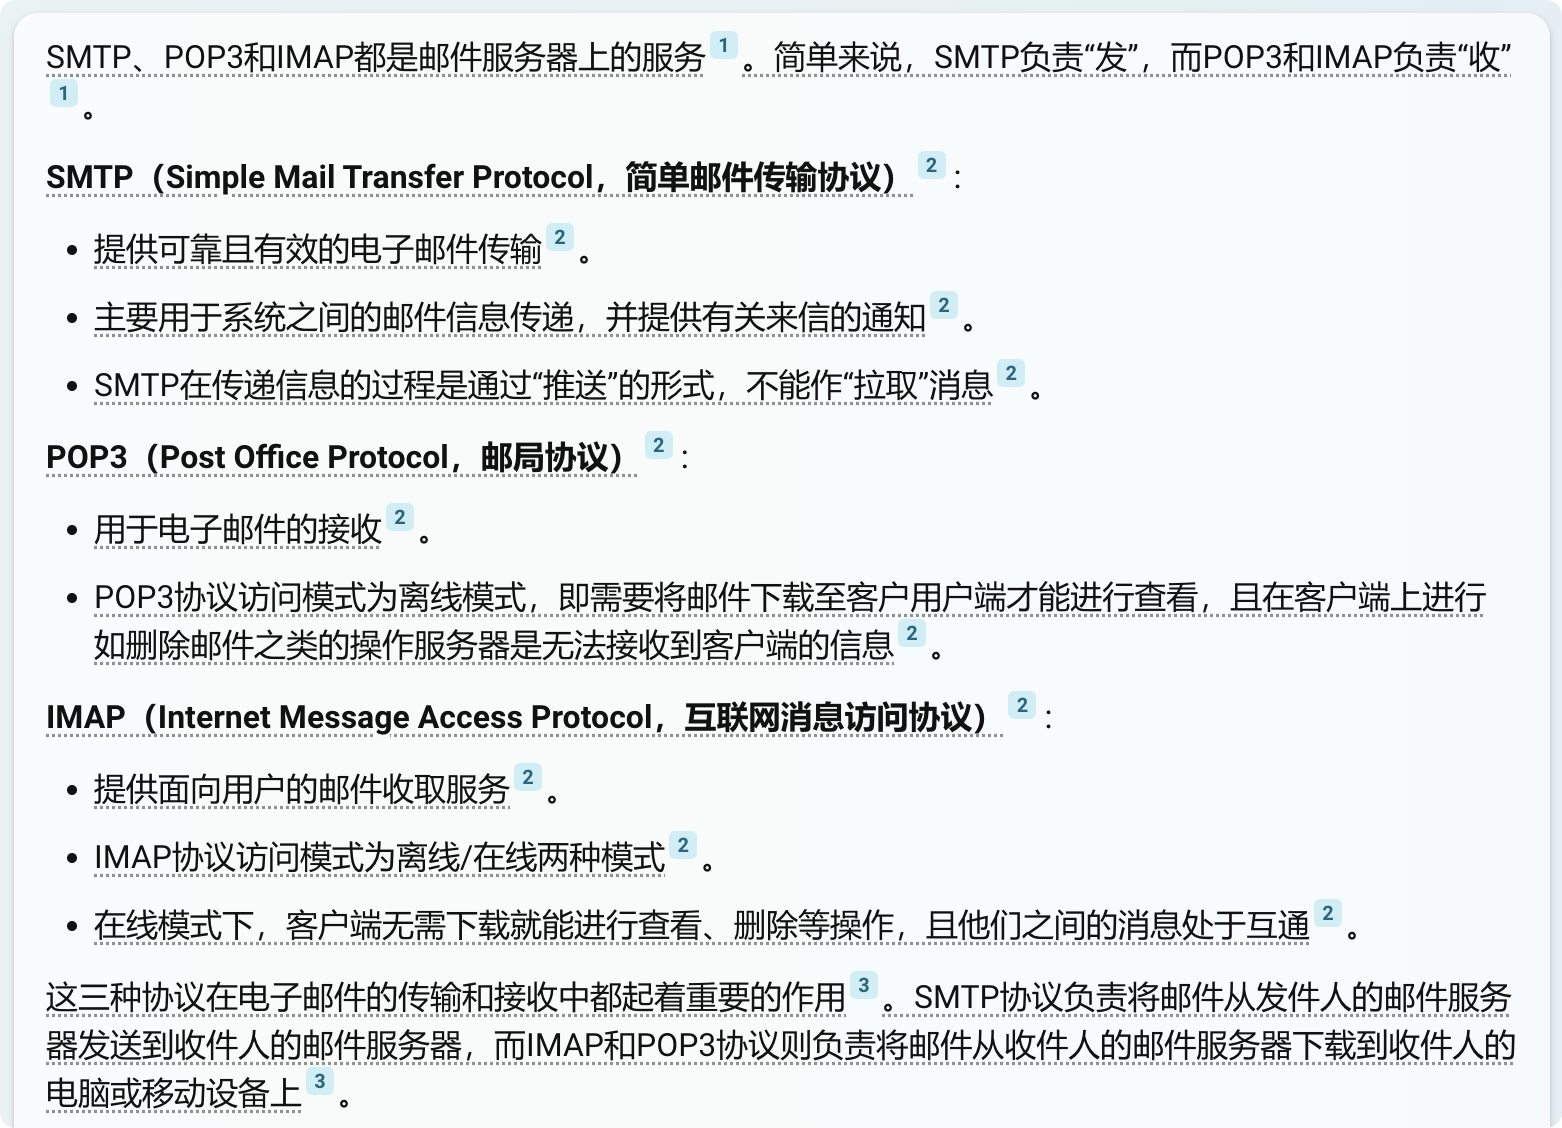 SMTP、POP3和IMAP都是邮件服务器上的服务 1 。简单来说，SMTP负责“发”，而POP3和IMAP负责“收”
1 。
SMTP（Simple Mail Transfer Protocol，简单邮件传输协议） 2 ：
• 提供可靠且有效的电子邮件传输 2 。
• 主要用于系统之间的邮件信息传递，并提供有关来信的通知 2 。
• SMTP在传递信息的过程是通过“推送”的形式，不能作“拉取”消息 2 。
POP3（Post Office Protocol，邮局协议） 2 ：
• 用于电子邮件的接收 2 。
• POP3协议访问模式为离线模式，即需要将邮件下载至客户用户端才能进行查看，且在客户端上进行
如删除邮件之类的操作服务器是无法接收到客户端的信息 2 。
IMAP（Internet Message Access Protocol，互联网消息访问协议） 2 ：
• 提供面向用户的邮件收取服务 2 。
• IMAP协议访问模式为离线/在线两种模式 2 。
• 在线模式下，客户端无需下载就能进行查看、删除等操作，且他们之间的消息处于互通 2 。
这三种协议在电子邮件的传输和接收中都起着重要的作用 3 。SMTP协议负责将邮件从发件人的邮件服务
器发送到收件人的邮件服务器，而IMAP和POP3协议则负责将邮件从收件人的邮件服务器下载到收件人的
电脑或移动设备上 3 。